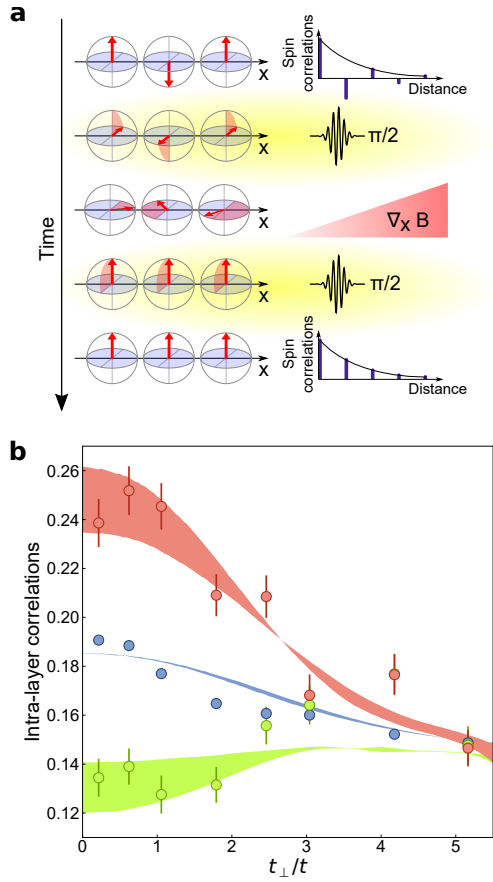 a
Time
x
Spin
correlations
Distance
x
π/2
x
∇x B
x
π/2
x
Spin
correlations
Distance
b
Intra-layer correlations
0.26
0.24
0.22
0.20
0.18
0.16
0.14
0.12
0 1 2 3 4 5
t⊥/t